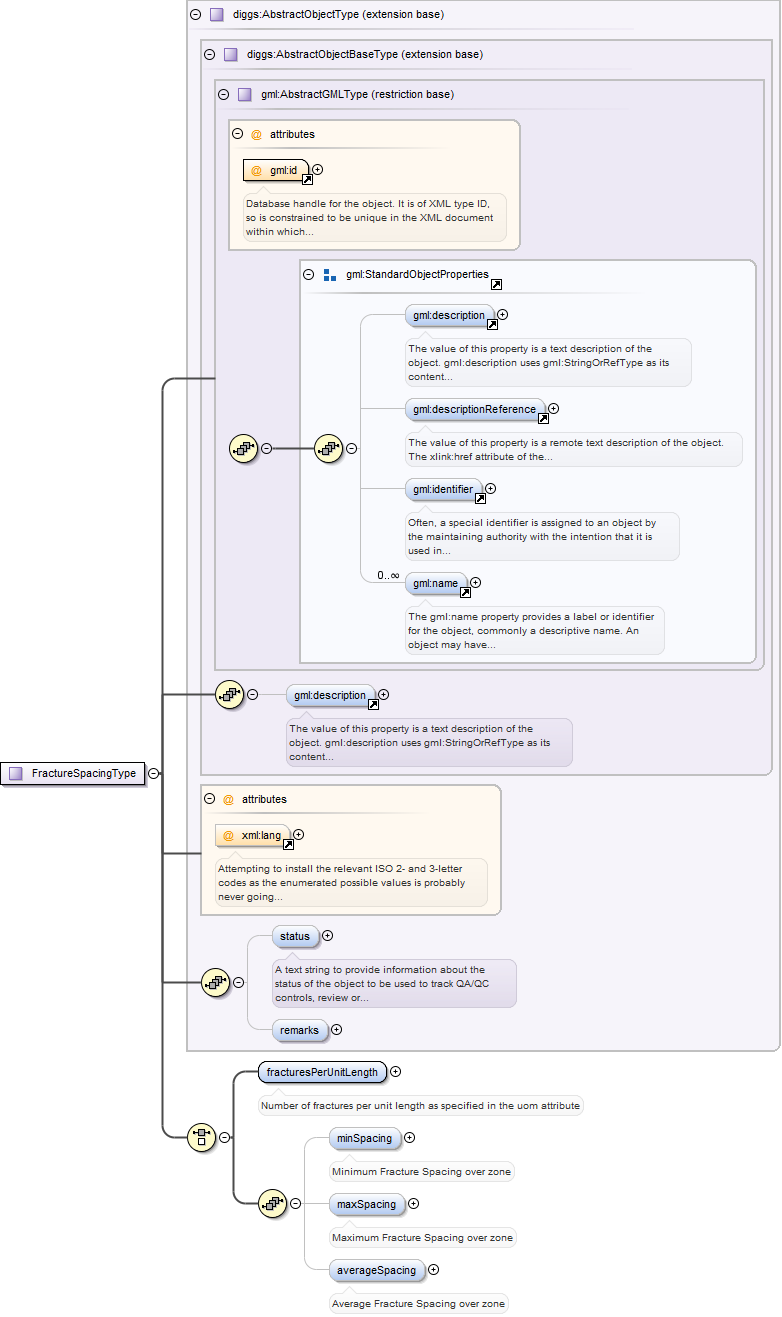 diggs:AbstractObjectType (extension base)
diggs:AbstractObjectBaseType (extension base)
gml:AbstractGMLType (restriction base)
@ attributes
@ gml:id
Database handle for the object. It is of XML type ID,
so is constrained to be unique in the XML document
within which...
gml:StandardObjectProperties
gml:description
The value of this property is a text description of the
object. gml:description uses gml:StringOrRefType as its
content...
gml:descriptionReference
The value of this property is a remote text description of the object.
The xlink:href attribute of the...
gml:identifier
Often, a special identifier is assigned to an object by
the maintaining authority with the intention that it is
used in...
0..∞
gml:name
The gml:name property provides a label or identifier
for the object, commonly a descriptive name. An
object may have...
gml:description
The value of this property is a text description of the
object. gml:description uses gml:StringOrRefType as its
content...
FractureSpacingType
@ attributes
@ xml:lang
Attempting to install the relevant ISO 2- and 3-letter
codes as the enumerated possible values is probably
never going...
status
A text string to provide information about the
status of the object to be used to track QA/QC
controls, review or...
remarks
fracturesPerUnitLength
Number of fractures per unit length as specified in the uom attribute
minSpacing
Minimum Fracture Spacing over zone
maxSpacing
Maximum Fracture Spacing over zone
averageSpacing
Average Fracture Spacing over zone